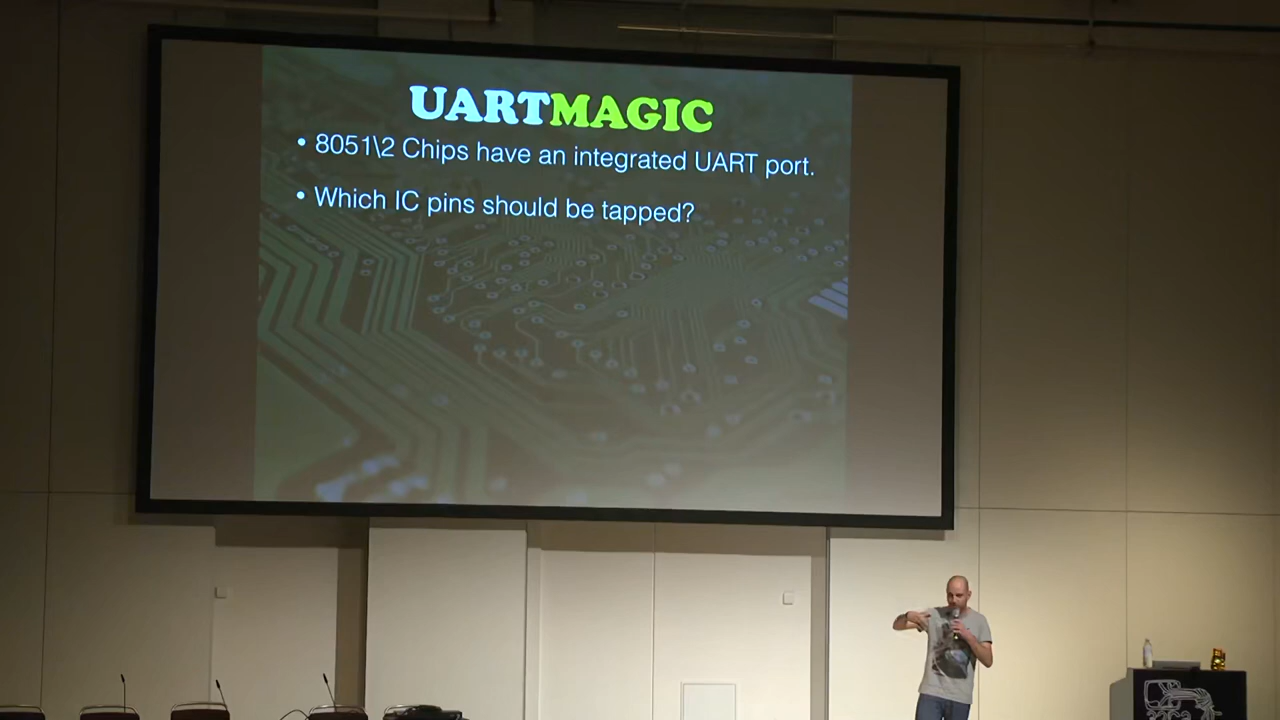 UARTMAGIC
• 8051\2 Chips have an integrated UART port.
• Which IC pins should be tapped?